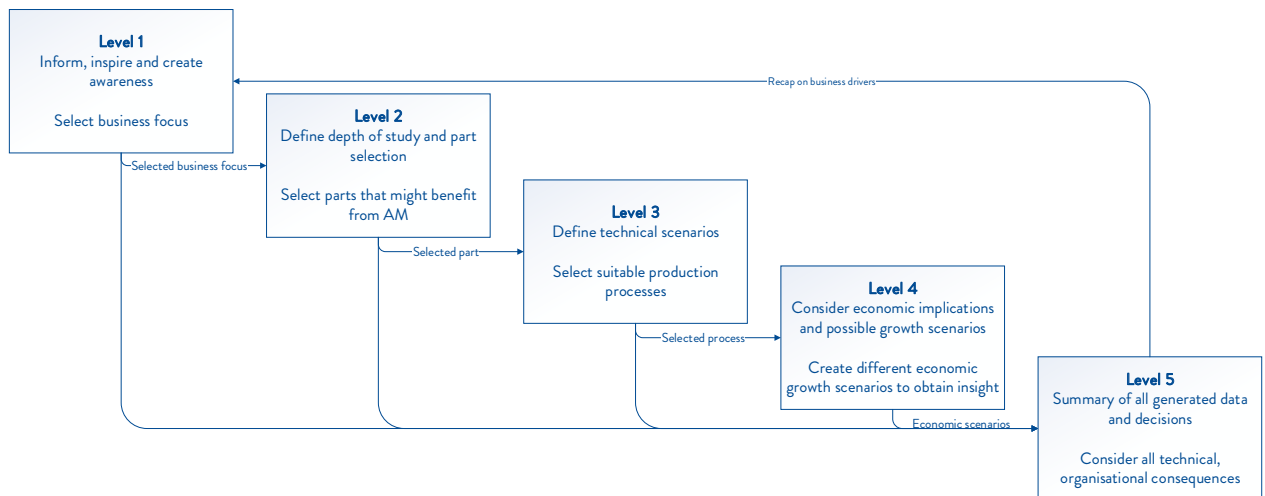 Level 1
Inform, inspire and create
awareness
Select business focus
Recap on business drivers
Level 2
Define depth of study and part
selection
Select parts that might benefit
from AM
Selected business focus
Level 3
Define technical scenarios
Select suitable production
processes
Selected part
Level 4
Consider economic implications
and possible growth scenarios
Create different economic
growth scenarios to obtain insight
Selected process
Level 5
Summary of all generated data
and decisions
Consider all technical,
organisational consequences
Economic scenarios